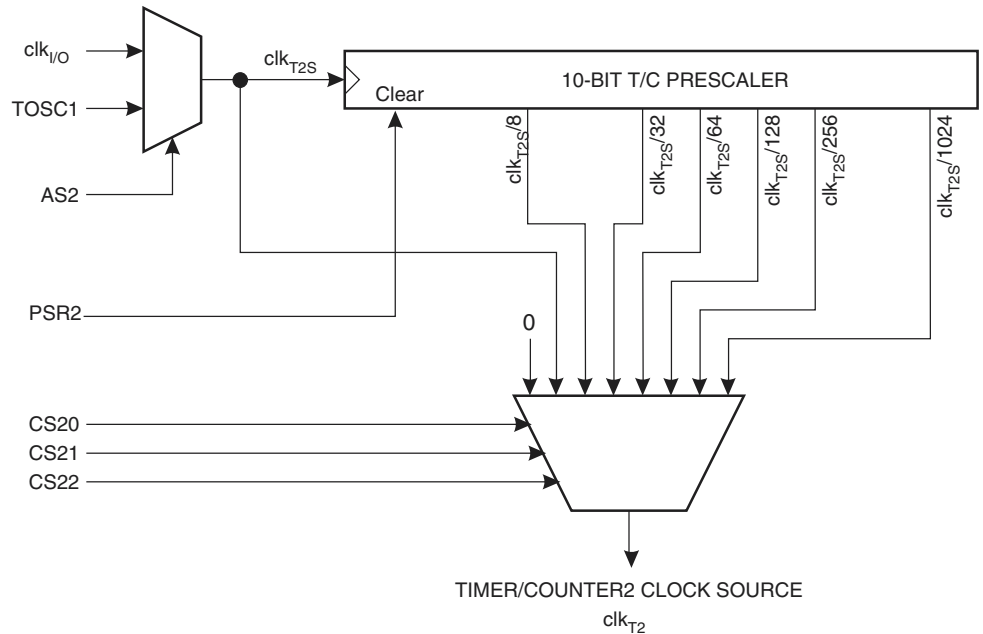 clkI/O
TOSC1
AS2
PSR2
clkT2S
10-BIT T/C PRESCALER
Clear
clkT2S/8
clkT2S/32
clkT2S/64
clkT2S/128
clkT2S/256
clkT2S/1024
0
CS20
CS21
CS22
TIMER/COUNTER2 CLOCK SOURCE
clkT2